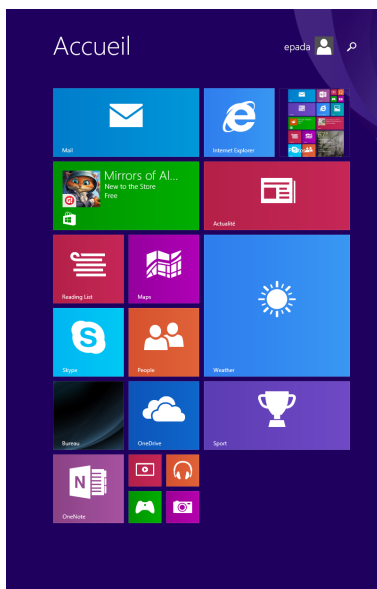 Accueil
epada
Mail
Internet Explorer
Mirrors of Al...
New to the Store
Free
Actualité
Reading List
Maps
Weather
Skype
People
Bureau
OneDrive
Sport
N
OneNote